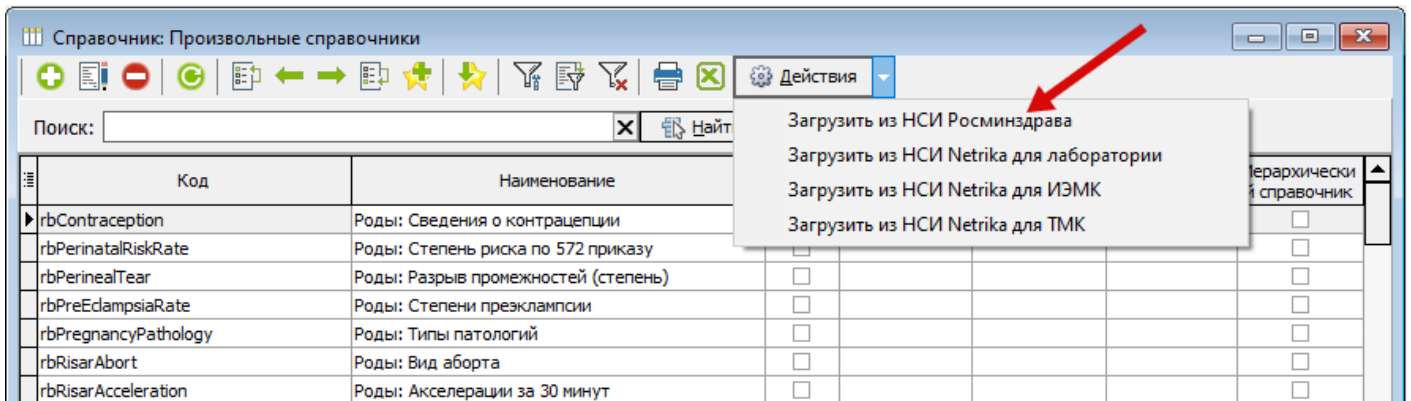 Справочник: Произвольные справочники
Действия
Загрузить из НСИ Росминздрава
Поиск:
Загрузить из НСИ Netrika для лаборатории
Загрузить из НСИ Netrika для ИЭМК
Загрузить из НСИ Netrika для ТМК
Код Наименование
й справочник
rbContraception Роды: Сведения о контрацепции
rbPerinatalRiskRate Роды: Степень риска по 572 приказу
rbPerinealTear Роды: Разрыв промежностей (степень)
rbPreEclampsiaRate Роды: Степени преэклампсии
rbPregnancyPathology Роды: Типы патологий
rbRisarAbort Роды: Вид аборта
rbRisarAcceleration Роды: Акселерации за 30 минут